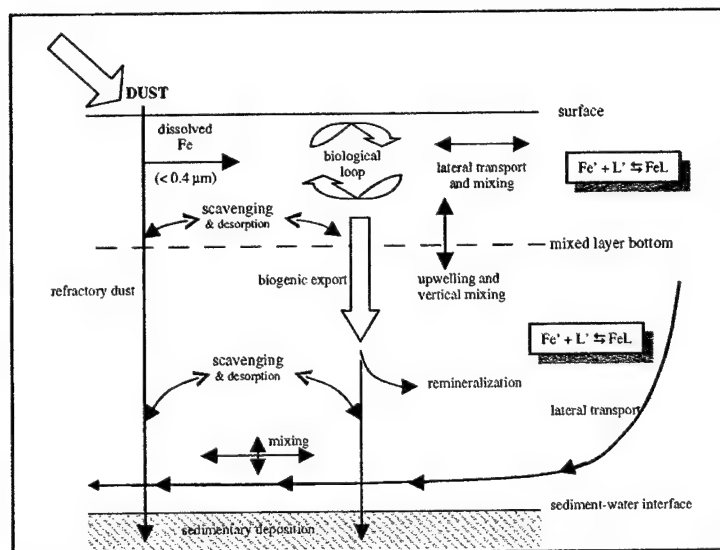 DUST
surface
dissolved
Fe
(< 0.4 µm)
biological
loop
lateral transport
and mixing
Fe' + L' ⇆ FeL
scavenging
& desorption
mixed layer bottom
refractory dust
biogenic export
upwelling and
vertical mixing
Fe' + L' ⇆ FeL
scavenging
& desorption
remineralization
lateral transport
mixing
sediment-water interface
sedimentary deposition